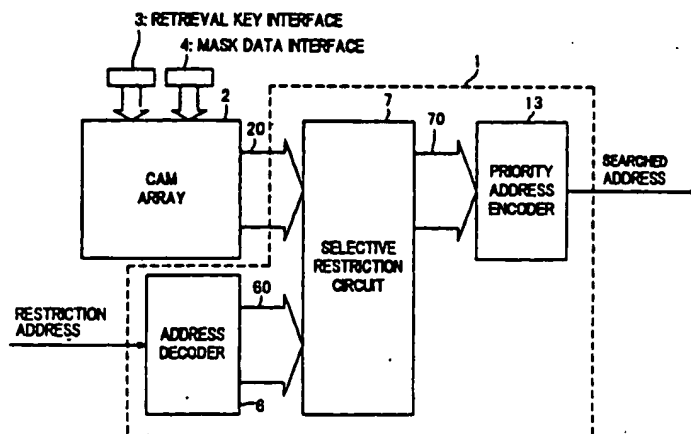 3: RETRIEVAL KEY INTERFACE
4: MASK DATA INTERFACE
1
2
7
13
20
70
CAM
ARRAY
SELECTIVE
RESTRICTION
CIRCUIT
PRIORITY
ADDRESS
ENCODER
SEARCHED
ADDRESS
60
RESTRICTION
ADDRESS
ADDRESS
DECODER
6